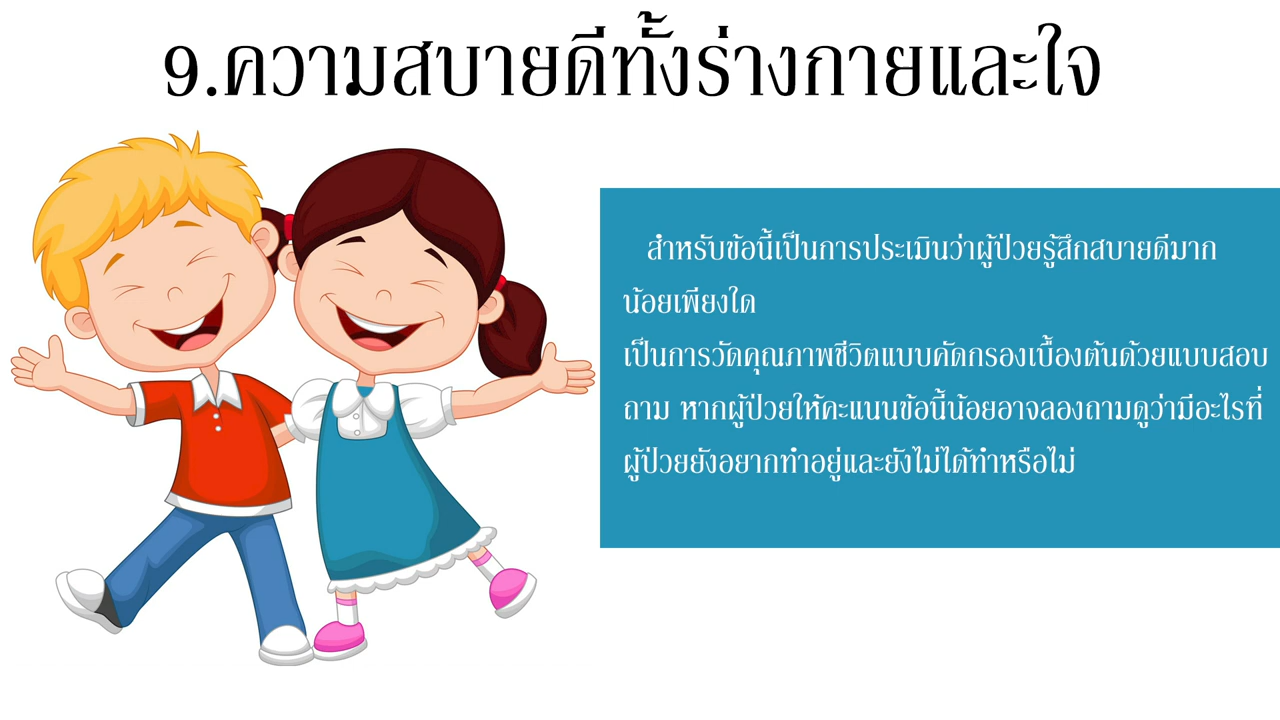 9.ความสบายดีทั้งร่างกายและใจ
สำหรับข้อนี้เป็นการประเมินว่าผู้ป่วยรู้สึกสบายดีมาก
น้อยเพียงใด
เป็นการวัดคุณภาพชีวิตแบบคัดกรองเบื้องต้นด้วยแบบสอบ
ถาม หากผู้ป่วยให้คะแนนข้อนี้น้อยอาจลองถามดูว่ามีอะไรที่
ผู้ป่วยยังอยากทำอยู่และยังไม่ได้ทำหรือไม่